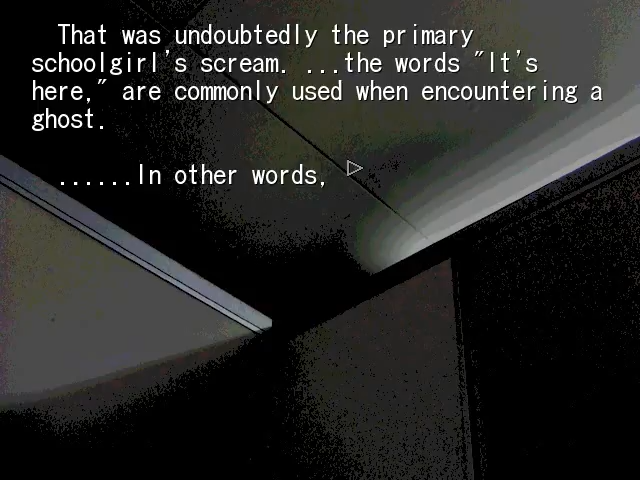 That was undoubtedly the primary
schoolgirl's scream. ...the words "It's
here," are commonly used when encountering a
ghost.
......In other words,